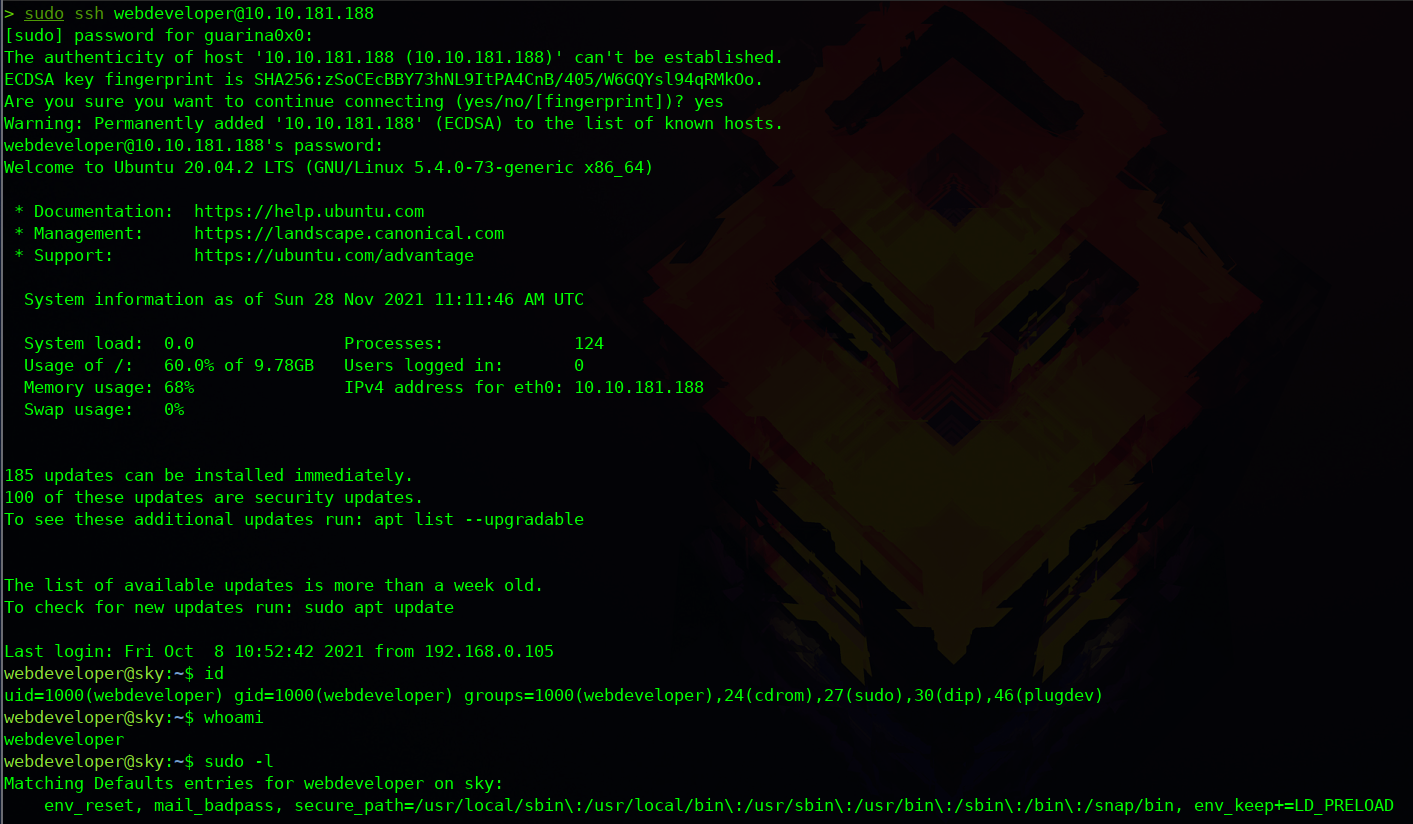 > sudo ssh webdeveloper@10.10.181.188
[sudo] password for guarina0x0:
The authenticity of host '10.10.181.188 (10.10.181.188)' can't be established.
ECDSA key fingerprint is SHA256:zSoCEcBBY73hNL9ItPA4CnB/405/W6GQYsl94qRMkOo.
Are you sure you want to continue connecting (yes/no/[fingerprint])? yes
Warning: Permanently added '10.10.181.188' (ECDSA) to the list of known hosts.
webdeveloper@10.10.181.188's password:
Welcome to Ubuntu 20.04.2 LTS (GNU/Linux 5.4.0-73-generic x86_64)

 * Documentation:  https://help.ubuntu.com
 * Management:     https://landscape.canonical.com
 * Support:        https://ubuntu.com/advantage

  System information as of Sun 28 Nov 2021 11:11:46 AM UTC

  System load:  0.0               Processes:             124
  Usage of /:   60.0% of 9.78GB   Users logged in:       0
  Memory usage: 68%               IPv4 address for eth0: 10.10.181.188
  Swap usage:   0%

185 updates can be installed immediately.
100 of these updates are security updates.
To see these additional updates run: apt list --upgradable

The list of available updates is more than a week old.
To check for new updates run: sudo apt update

Last login: Fri Oct  8 10:52:42 2021 from 192.168.0.105
webdeveloper@sky:~$ id
uid=1000(webdeveloper) gid=1000(webdeveloper) groups=1000(webdeveloper),24(cdrom),27(sudo),30(dip),46(plugdev)
webdeveloper@sky:~$ whoami
webdeveloper
webdeveloper@sky:~$ sudo -l
Matching Defaults entries for webdeveloper on sky:
    env_reset, mail_badpass, secure_path=/usr/local/sbin\:/usr/local/bin\:/usr/sbin\:/usr/bin\:/sbin\:/bin\:/snap/bin, env_keep+=LD_PRELOAD